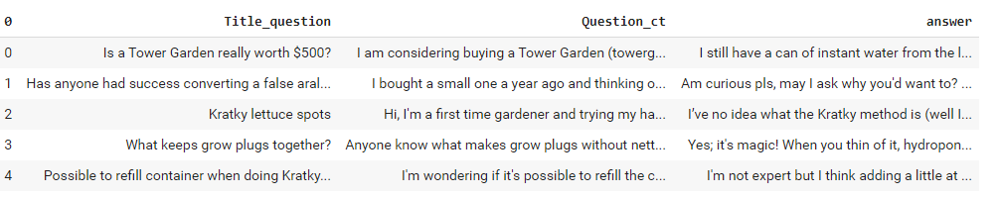 0 Title_question Question_ct answer
0 Is a Tower Garden really worth $500? I am considering buying a Tower Garden (towerg... I still have a can of instant water from the l...
1 Has anyone had success converting a false aral... I bought a small one a year ago and thinking o... Am curious pls, may I ask why you'd want to? ...
2 Kratky lettuce spots Hi, I'm a first time gardener and trying my ha... I've no idea what the Kratky method is (well I...
3 What keeps grow plugs together? Anyone know what makes grow plugs without nett... Yes; it's magic! When you thin of it, hydropon...
4 Possible to refill container when doing Kratky... I'm wondering if it's possible to refill the c... I'm not expert but I think adding a little at ...